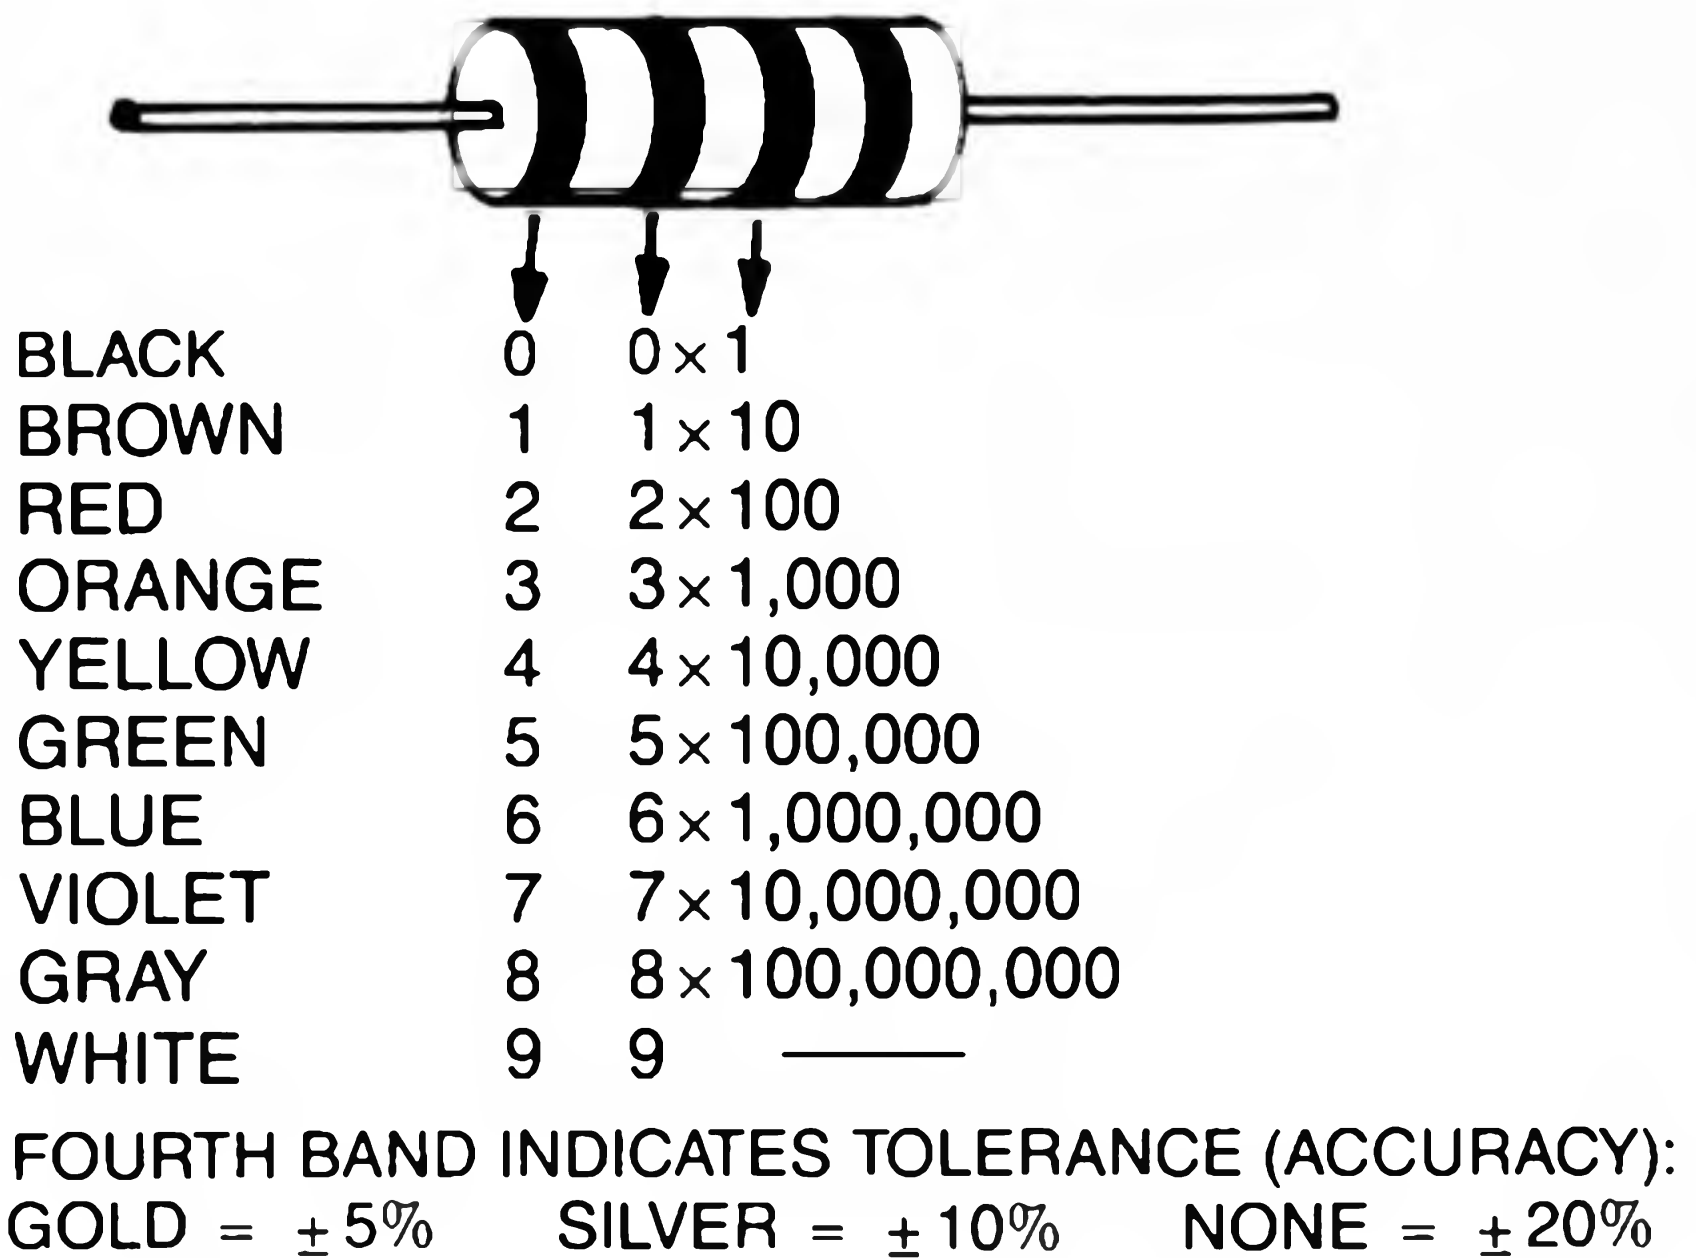 BLACK 0 0 × 1
BROWN 1 1 × 10
RED 2 2 × 100
ORANGE 3 3 × 1,000
YELLOW 4 4 × 10,000
GREEN 5 5 × 100,000
BLUE 6 6 × 1,000,000
VIOLET 7 7 × 10,000,000
GRAY 8 8 × 100,000,000
WHITE 9 9 ———
FOURTH BAND INDICATES TOLERANCE (ACCURACY):
GOLD = ± 5% SILVER = ± 10% NONE = ± 20%